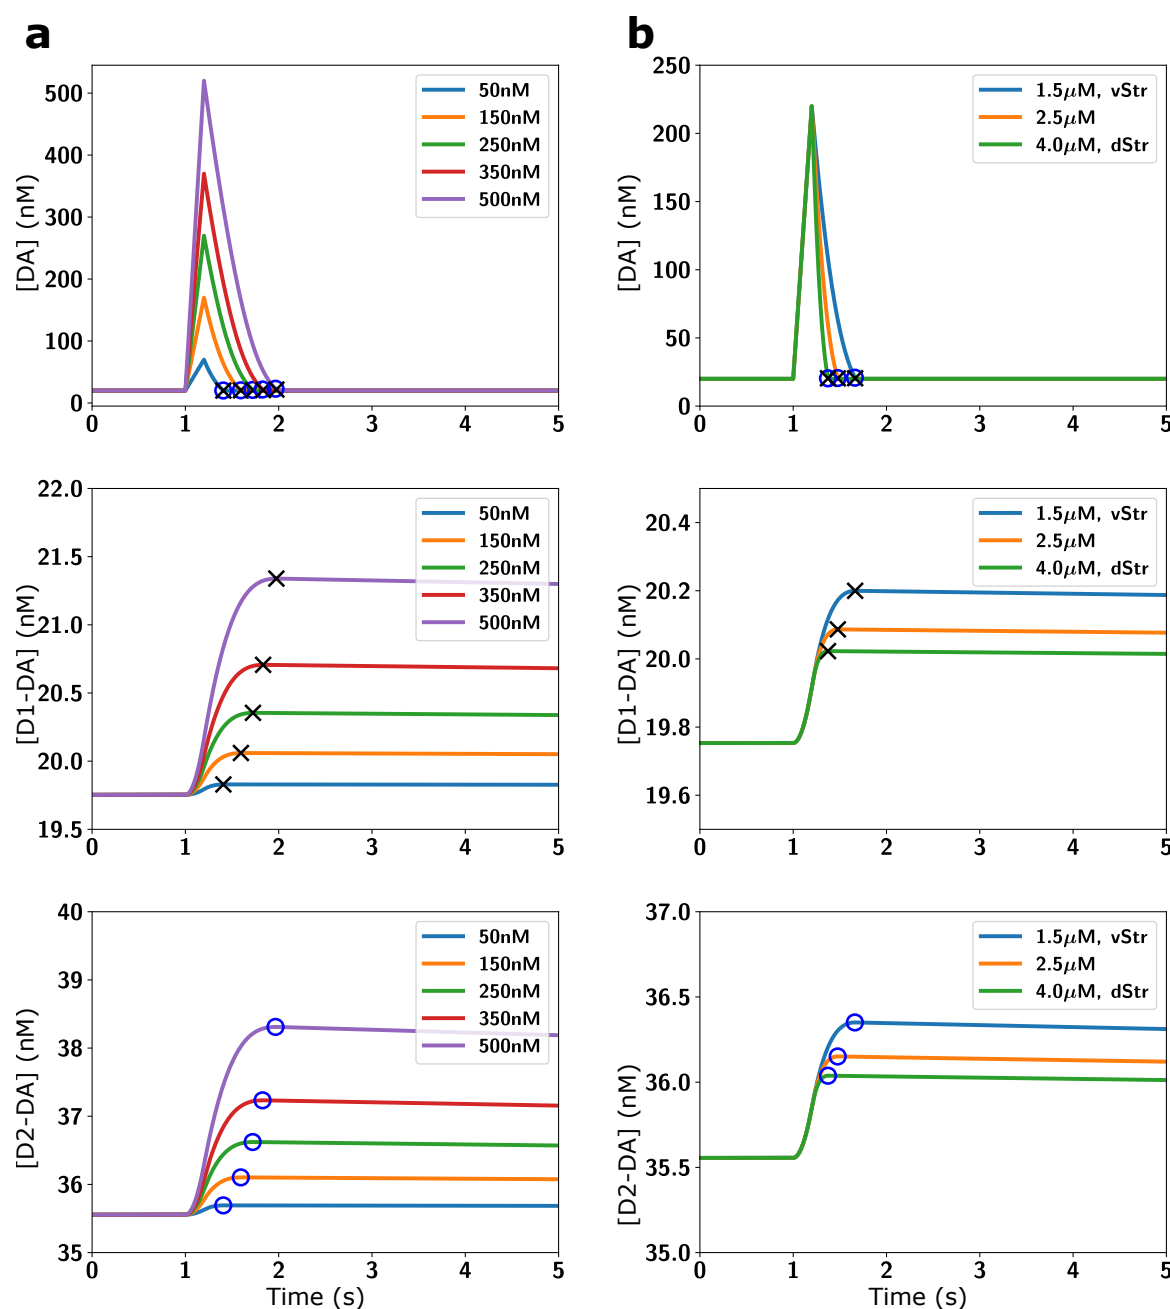 a
[DA] (nM)
500
400
300
200
100
0
0 1 2 3 4 5
50nM
150nM
250nM
350nM
500nM
b
[DA] (nM)
250
200
150
100
50
0
0 1 2 3 4 5
1.5μM, vStr
2.5μM
4.0μM, dStr
[D1-DA] (nM)
22.0
21.5
21.0
20.5
20.0
19.5
0 1 2 3 4 5
50nM
150nM
250nM
350nM
500nM
[D1-DA] (nM)
20.4
20.2
20.0
19.8
19.6
0 1 2 3 4 5
1.5μM, vStr
2.5μM
4.0μM, dStr
[D2-DA] (nM)
40
39
38
37
36
35
0 1 2 3 4 5
Time (s)
50nM
150nM
250nM
350nM
500nM
[D2-DA] (nM)
37.0
36.5
36.0
35.5
35.0
0 1 2 3 4 5
Time (s)
1.5μM, vStr
2.5μM
4.0μM, dStr